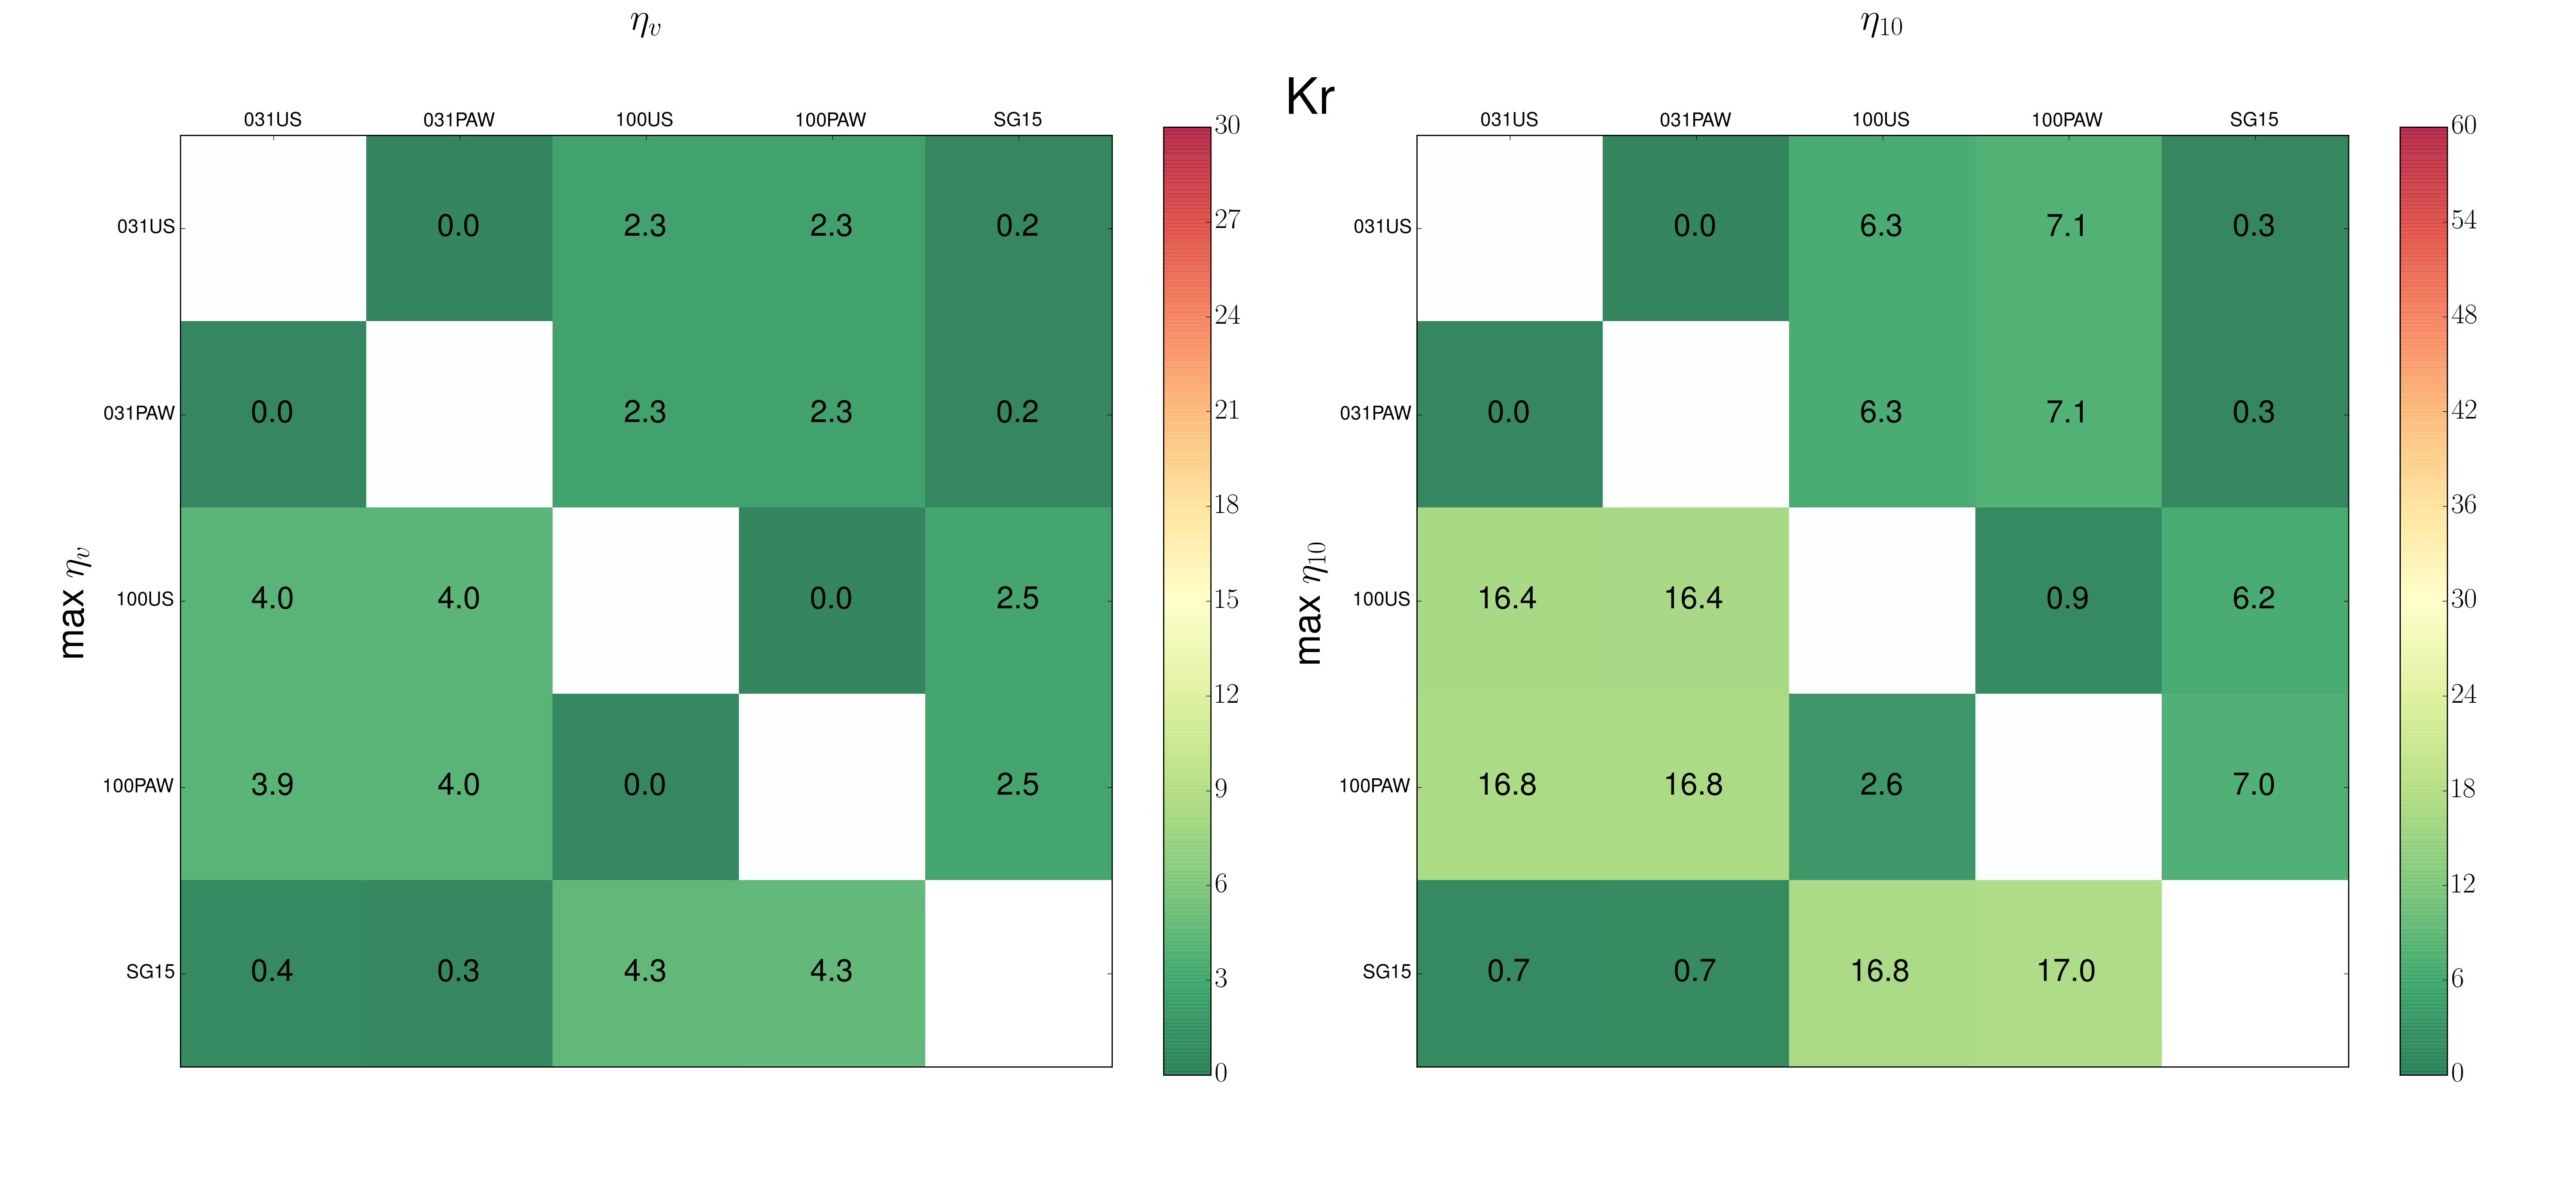 η_v
η_10
Kr
031US 031PAW 100US 100PAW SG15
031US 0.0 2.3 2.3 0.2
031PAW 0.0 2.3 2.3 0.2
100US 4.0 4.0 0.0 2.5
100PAW 3.9 4.0 0.0 2.5
SG15 0.4 0.3 4.3 4.3
max η_v
30
27
24
21
18
15
12
9
6
3
0
031US 031PAW 100US 100PAW SG15
031US 0.0 6.3 7.1 0.3
031PAW 0.0 6.3 7.1 0.3
100US 16.4 16.4 0.9 6.2
100PAW 16.8 16.8 2.6 7.0
SG15 0.7 0.7 16.8 17.0
max η_10
60
54
48
42
36
30
24
18
12
6
0